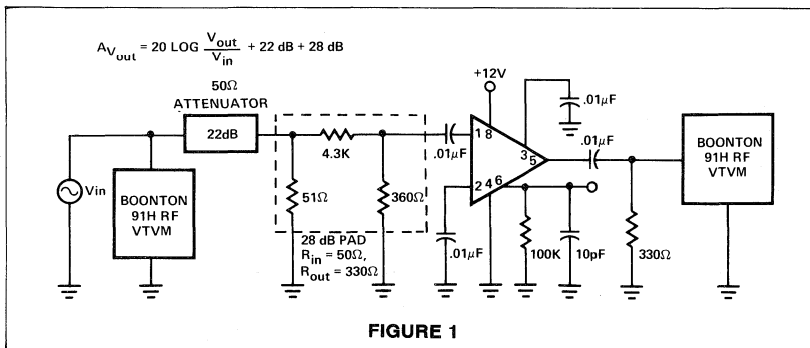 A_Vout = 20 LOG V_out / V_in + 22 dB + 28 dB
50Ω
ATTENUATOR
22dB
4.3K
51Ω
360Ω
28 dB PAD
R_in = 50Ω,
R_out = 330Ω
Vin
BOONTON
91H RF
VTVM
.01μF
.01μF
+12V
1 8
3 5
2 4 6
.01μF
.01μF
100K
10pF
330Ω
BOONTON
91H RF
VTVM
FIGURE 1